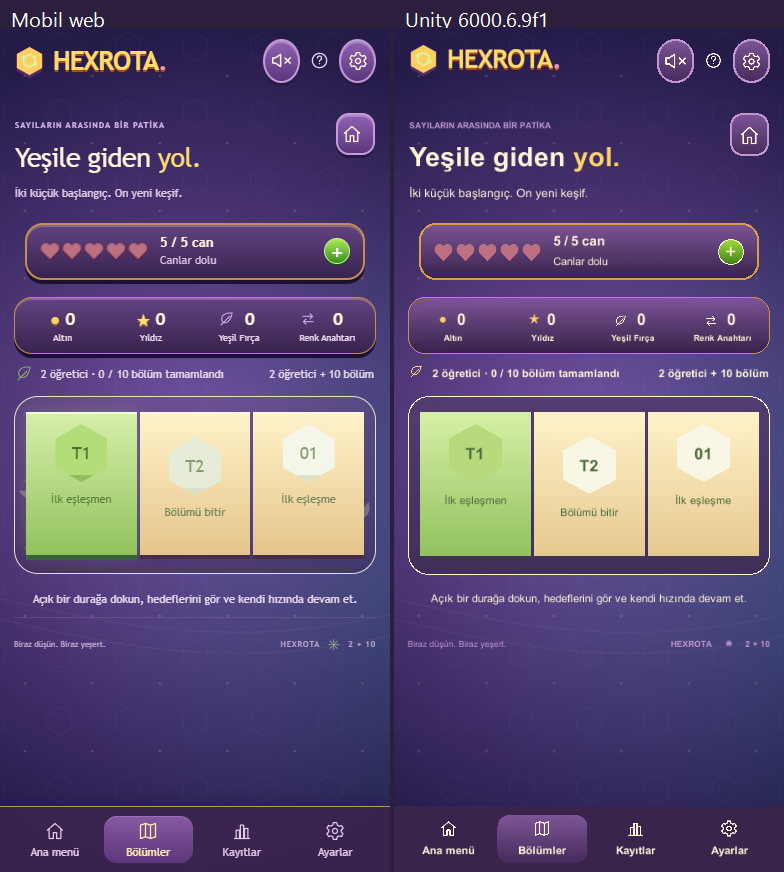 Mobil web
HEXROTA.
SAYILARIN ARASINDA BİR PATİKA
Yeşile giden yol.
İki küçük başlangıç. On yeni keşif.
5 / 5 can
Canlar dolu
0 0 0 0
Altın Yıldız Yeşil Fırça Renk Anahtarı
2 öğretici · 0 / 10 bölüm tamamlandı 2 öğretici + 10 bölüm
T1 T2 01
İlk eşleşmen Bölümü bitir İlk eşleşme
Açık bir durağa dokun, hedeflerini gör ve kendi hızında devam et.
Biraz düşün. Biraz yeşert. HEXROTA 2 + 10
Ana menü Bölümler Kayıtlar Ayarlar
Unity 6000.6.9f1
HEXROTA.
SAYILARIN ARASINDA BİR PATİKA
Yeşile giden yol.
İki küçük başlangıç. On yeni keşif.
5 / 5 can
Canlar dolu
0 0 0 0
Altın Yıldız Yeşil Fırça Renk Anahtarı
2 öğretici · 0 / 10 bölüm tamamlandı 2 öğretici + 10 bölüm
T1 T2 01
İlk eşleşmen Bölümü bitir İlk eşleşme
Açık bir durağa dokun, hedeflerini gör ve kendi hızında devam et.
Biraz düşün. Biraz yeşert. HEXROTA 2 + 10
Ana menü Bölümler Kayıtlar Ayarlar